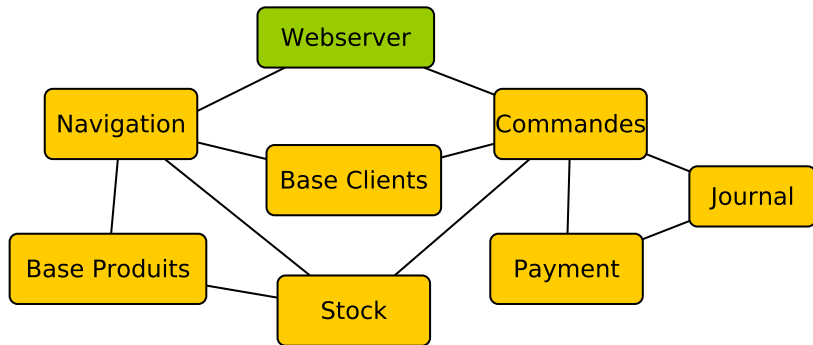 Webserver
Navigation
Commandes
Base Clients
Journal
Base Produits
Payment
Stock